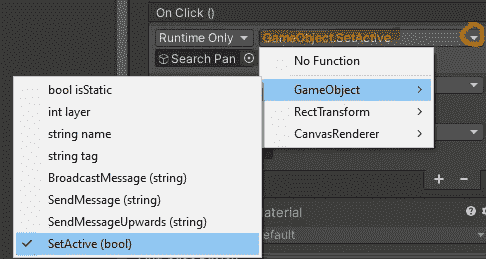 On Click ()
Runtime Only
GameObject.SetActive
Search Pan
No Function
GameObject
RectTransform
CanvasRenderer
bool isStatic
int layer
string name
string tag
BroadcastMessage (string)
SendMessage (string)
SendMessageUpwards (string)
SetActive (bool)
+ −
aterial
efault